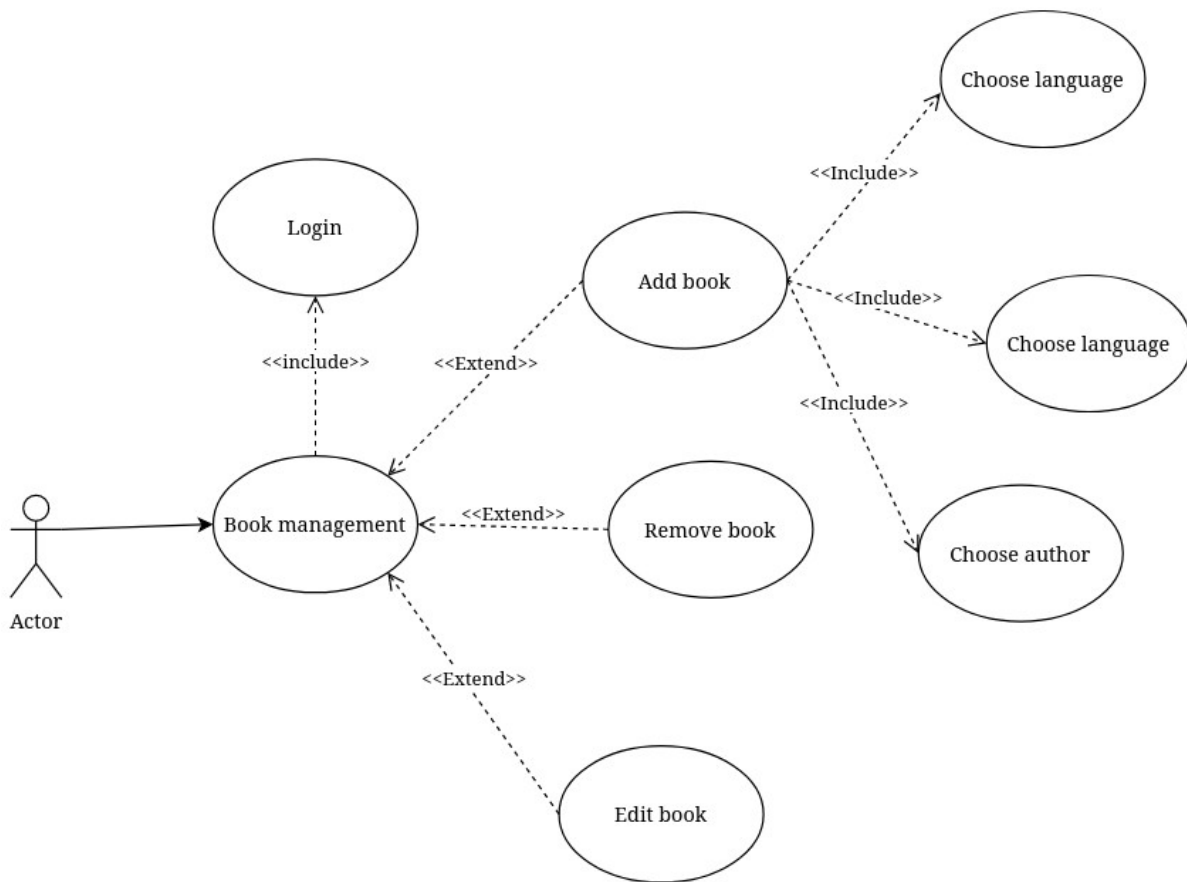 Choose language
<<Include>>
Login
Add book
<<Include>>
Choose language
<<include>>
<<Extend>>
<<Include>>
Book management
<<Extend>>
Remove book
Choose author
Actor
<<Extend>>
Edit book